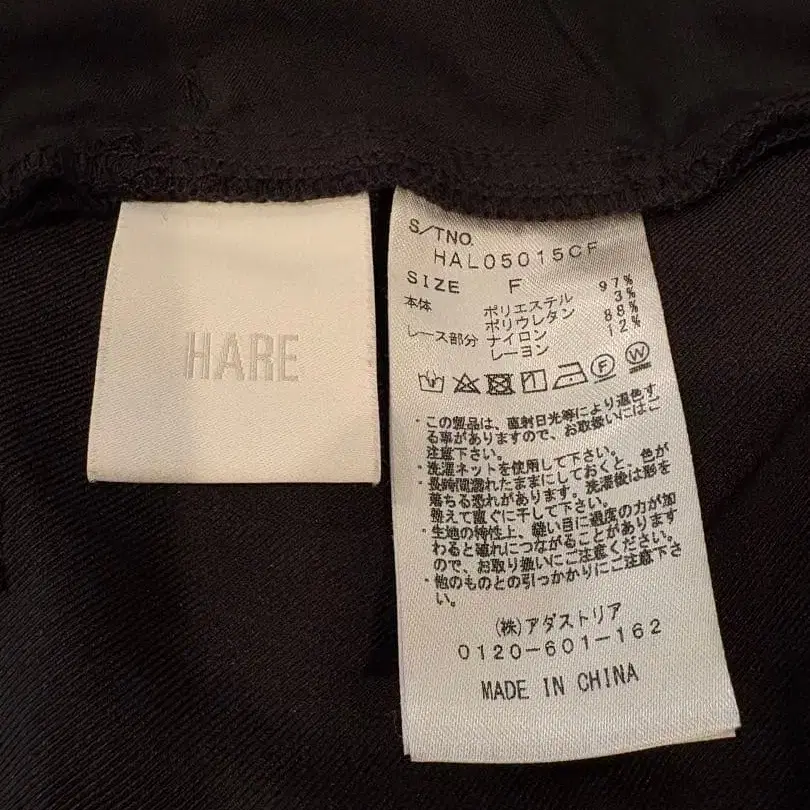 HARE
S/TNO.
HAL05015CF
SIZE F
本体 ポリエステル 97%
ポリウレタン 3%
レース部分 ナイロン 88%
レーヨン 12%
F W
・この製品は、直射日光等により退色す
る事がありますので、お取扱いにはご
注意下さい。
・洗濯ネットを使用して下さい。
・長時間濡れたままにしておくと、色が
落ちる恐れがあります。洗濯後は形を
整えて直ぐに干して下さい。
・生地の特性上、縫い目に過度の力が加
わると破れにつながることがあります
ので、お取り扱いにご注意ください。
・他のものとの引っかかりにご注意下さ
い。
(株)アダストリア
0120-601-162
MADE IN CHINA